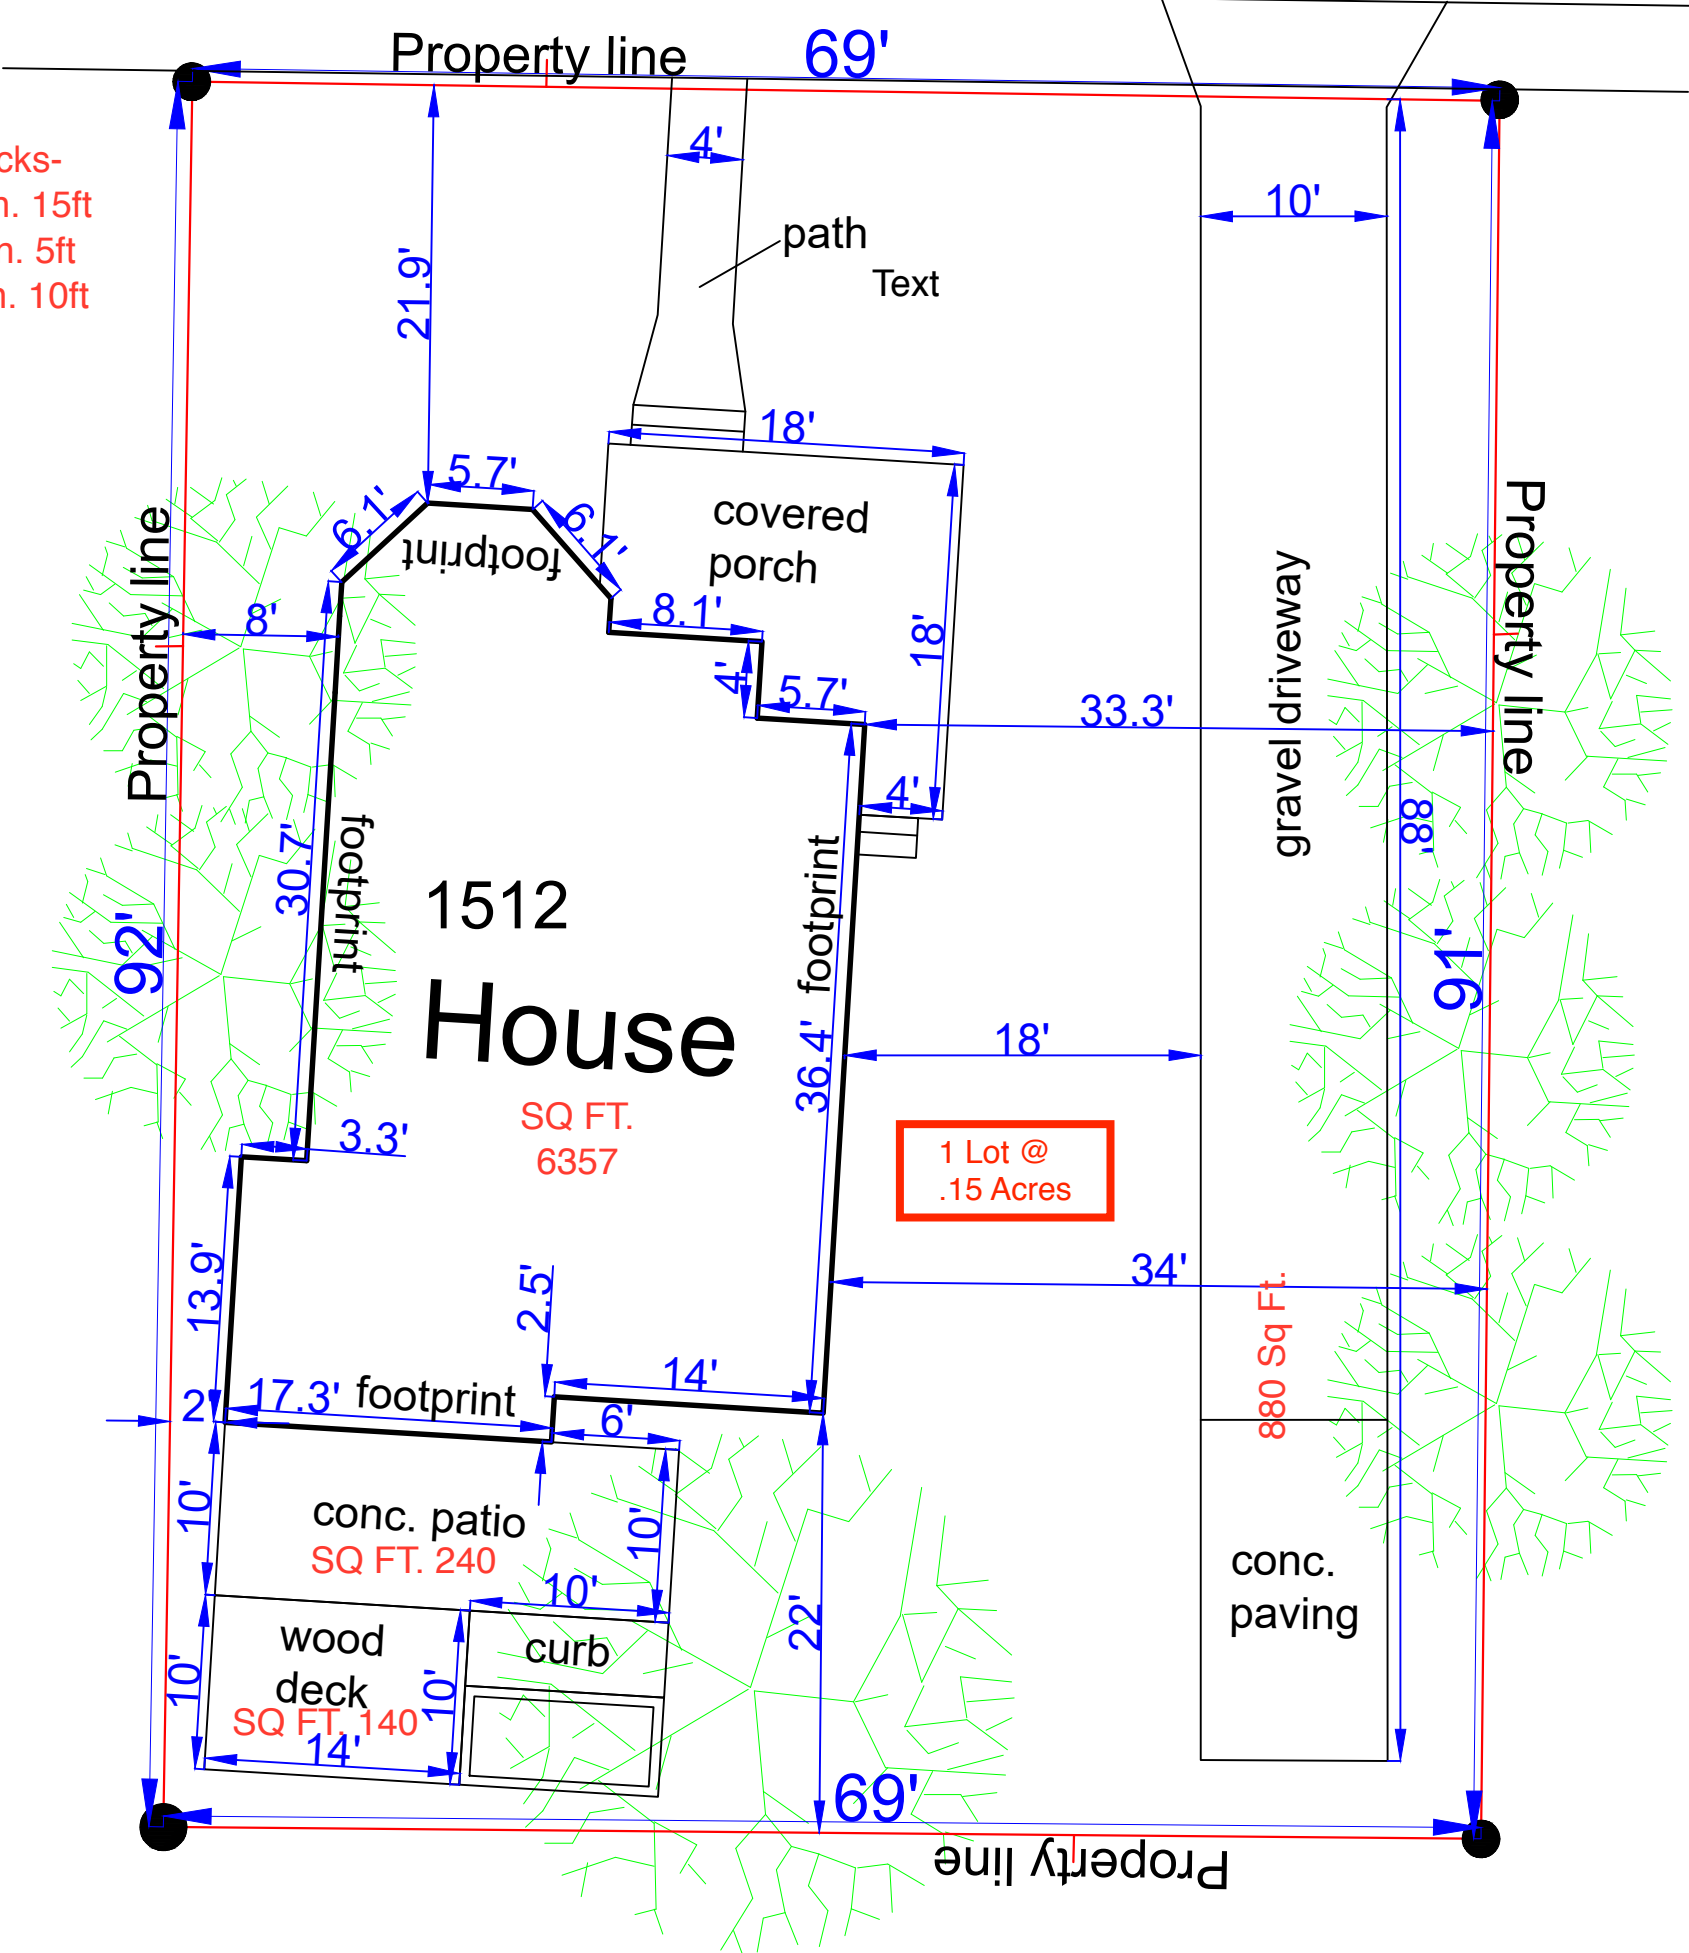 Property line
69'
cks-
n. 15ft
n. 5ft
n. 10ft
4'
10'
path
Text
21.9'
18'
5.7'
6.1'
6.1'
footprint
covered
porch
8'
8.1'
18'
4'
5.7'
33.3'
Property line
Property line
gravel driveway
4'
88'
30.7'
footprint
footprint
1512
House
92'
91'
36.4'
18'
SQ FT.
6357
3.3'
1 Lot @
.15 Acres
13.9'
2.5'
34'
880 Sq Ft.
14'
2'
17.3'
footprint
6'
10'
conc. patio
SQ FT. 240
10'
10'
22'
conc.
paving
wood
deck
SQ FT. 140
10'
10'
curb
14'
69'
Property line